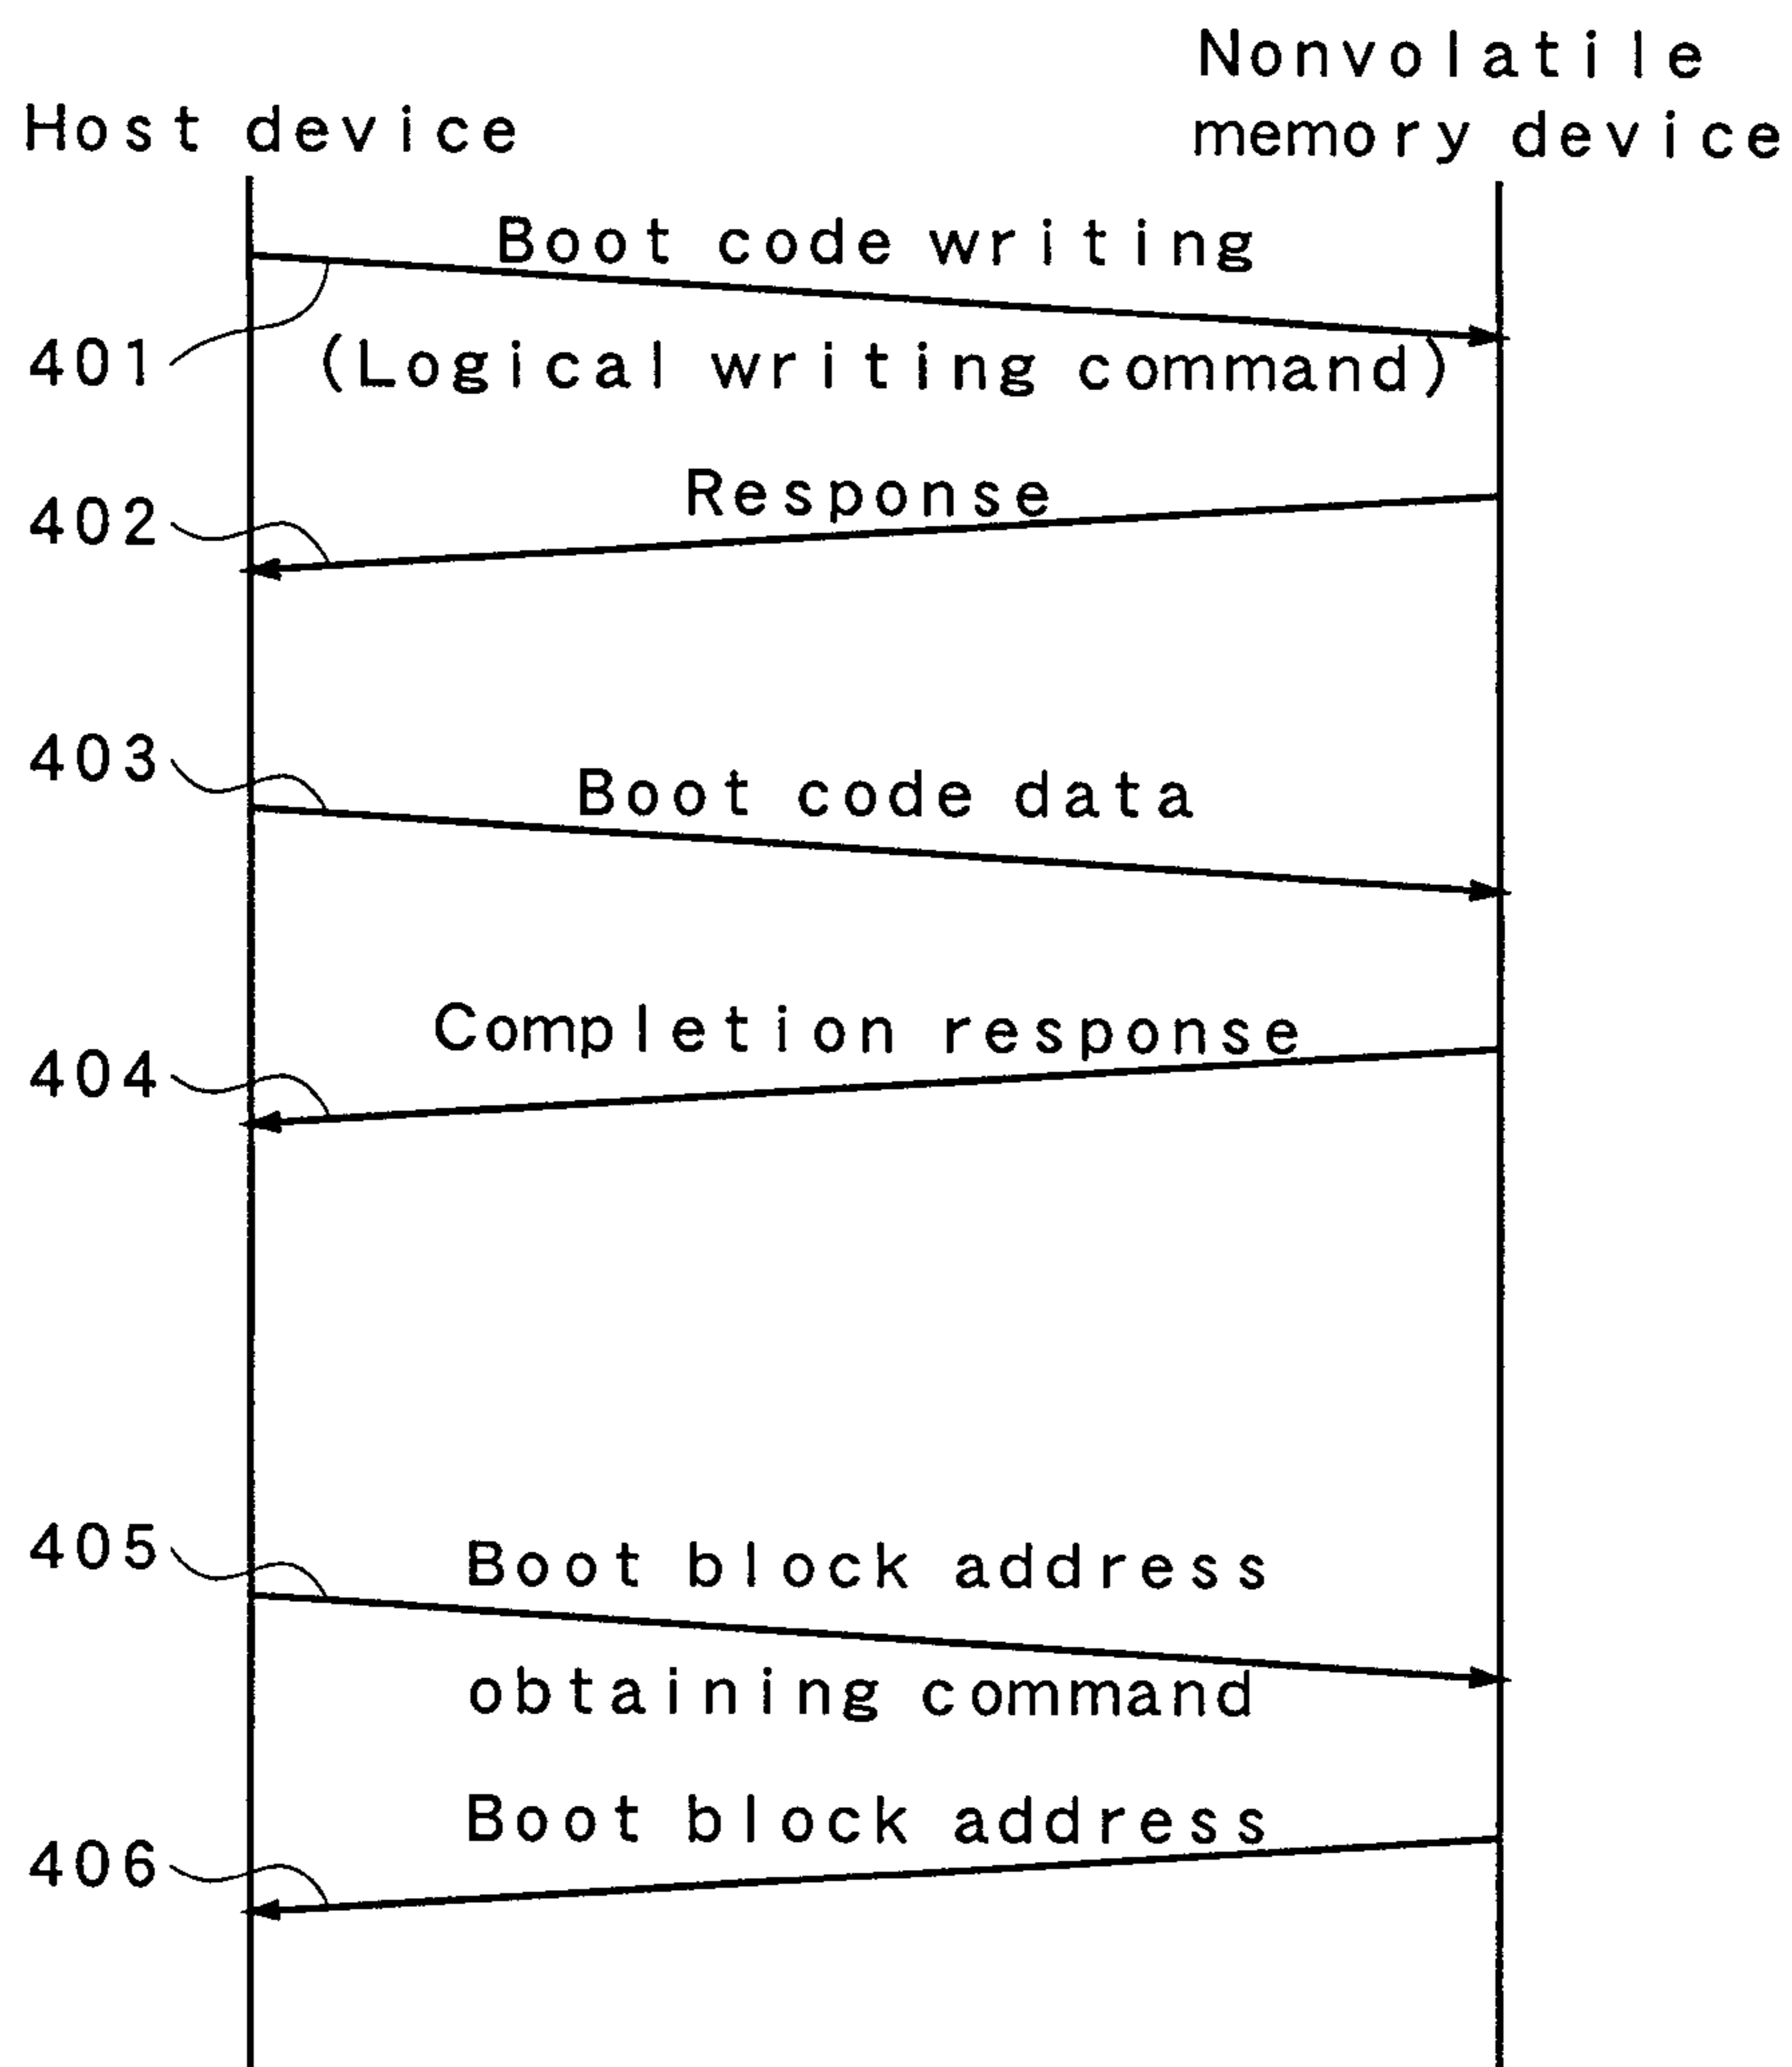 Host device
Nonvolatile
memory device
Boot code writing
401
(Logical writing command)
Response
402
403
Boot code data
Completion response
404
405
Boot block address
obtaining command
Boot block address
406